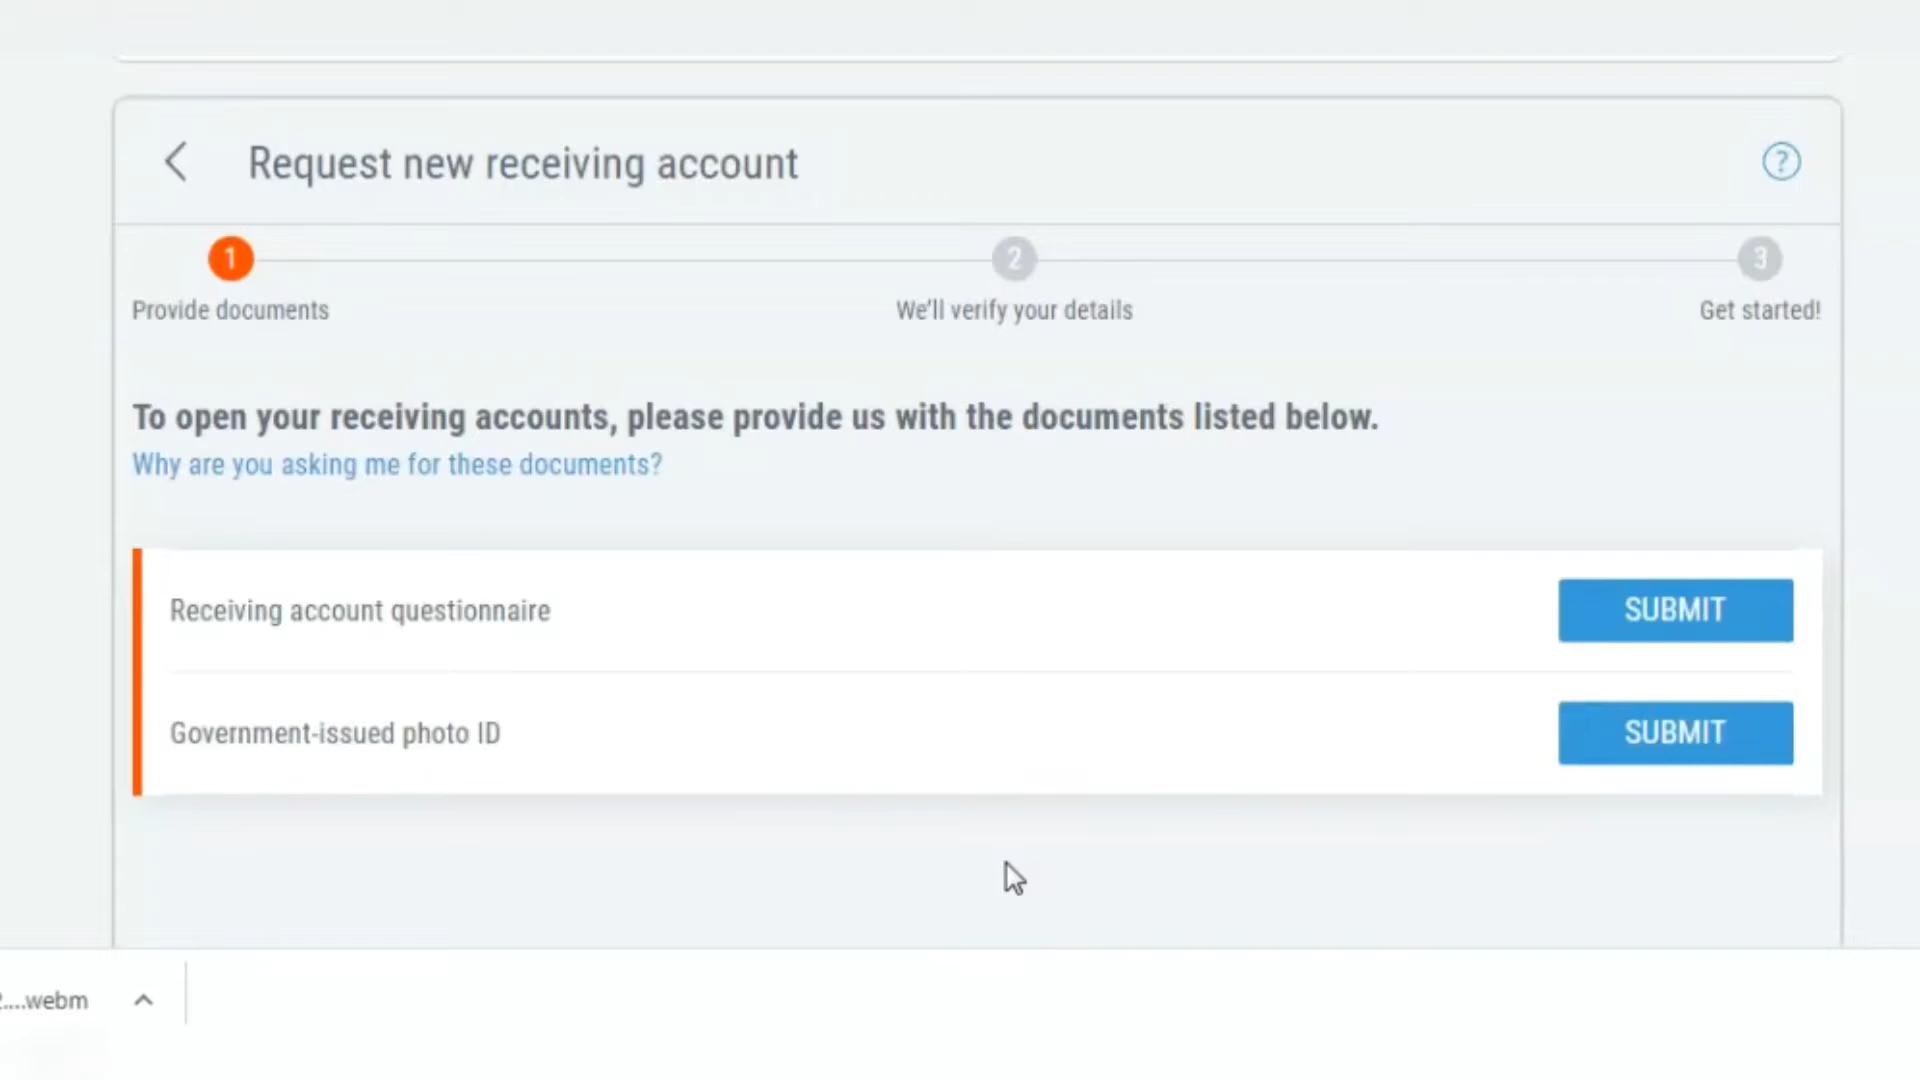 Request new receiving account
?
1
2
3
Provide documents
We'll verify your details
Get started!
To open your receiving accounts, please provide us with the documents listed below.
Why are you asking me for these documents?
Receiving account questionnaire
SUBMIT
Government-issued photo ID
SUBMIT
....webm